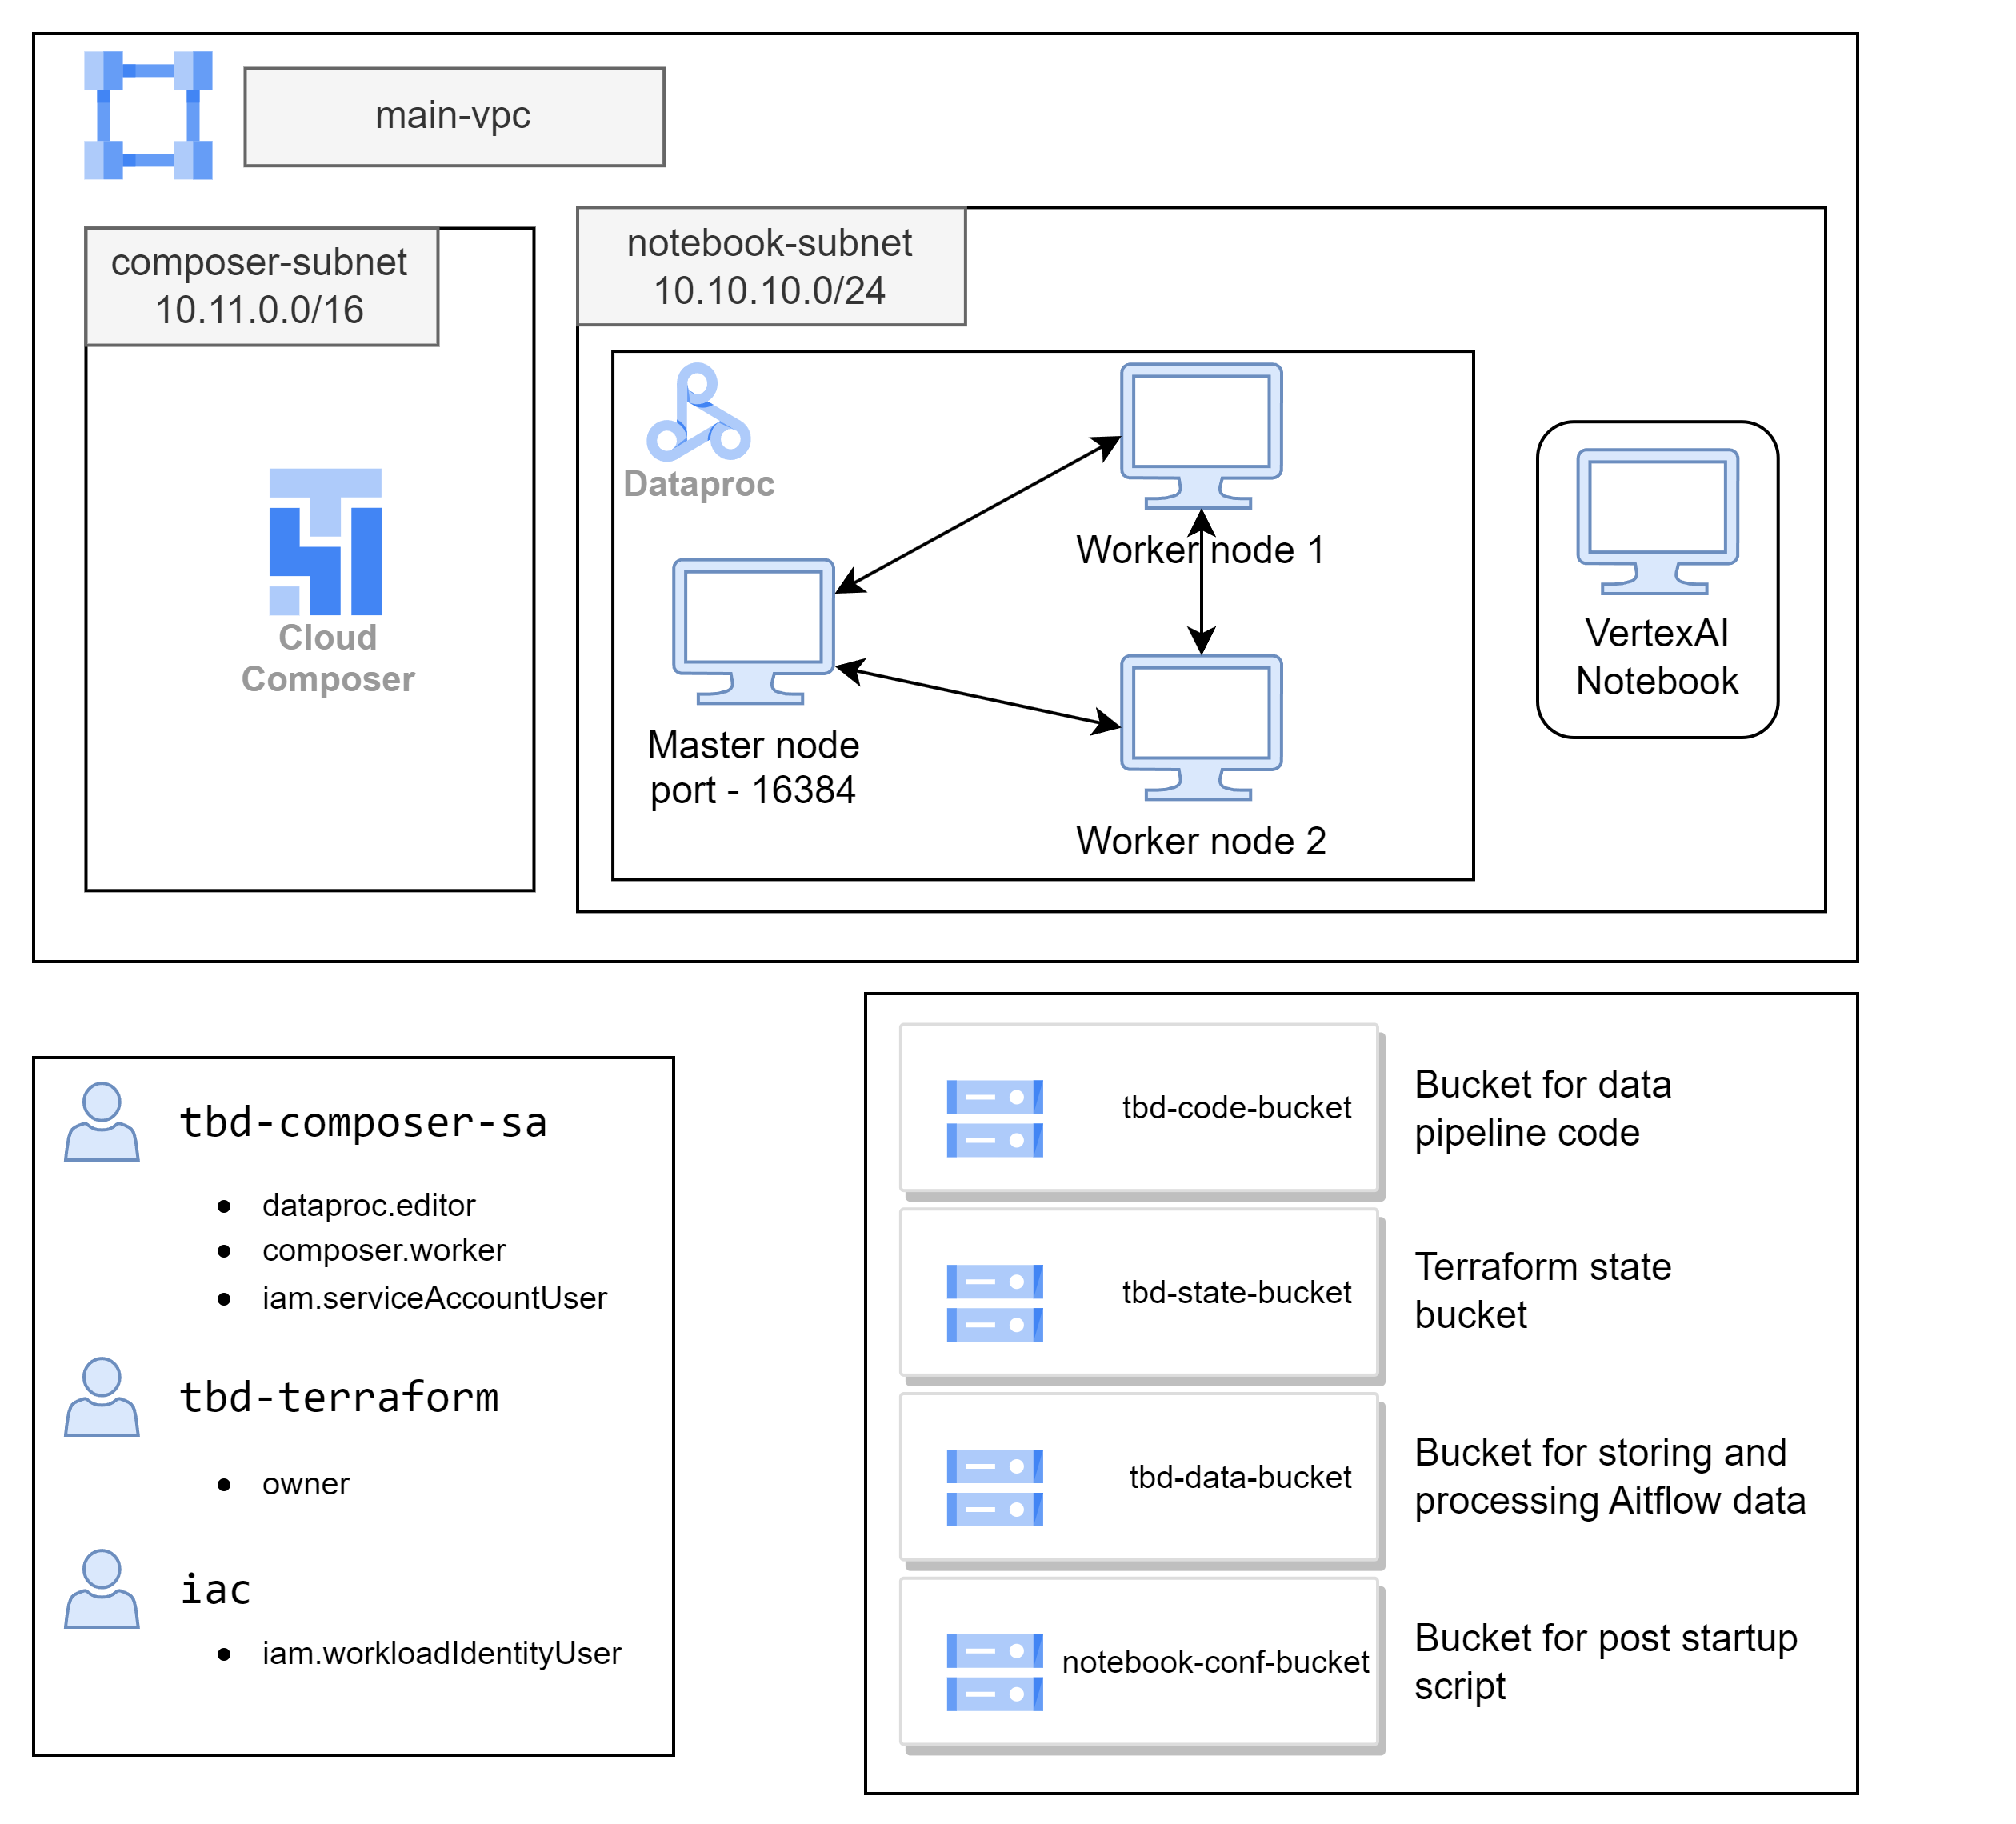 main-vpc
composer-subnet
10.11.0.0/16
notebook-subnet
10.10.10.0/24
Cloud
Composer
Dataproc
Worker node 1
Master node
port - 16384
Worker node 2
VertexAI
Notebook
tbd-composer-sa
● dataproc.editor
● composer.worker
● iam.serviceAccountUser
tbd-terraform
● owner
iac
● iam.workloadIdentityUser
tbd-code-bucket
Bucket for data
pipeline code
tbd-state-bucket
Terraform state
bucket
tbd-data-bucket
Bucket for storing and
processing Aitflow data
notebook-conf-bucket
Bucket for post startup
script